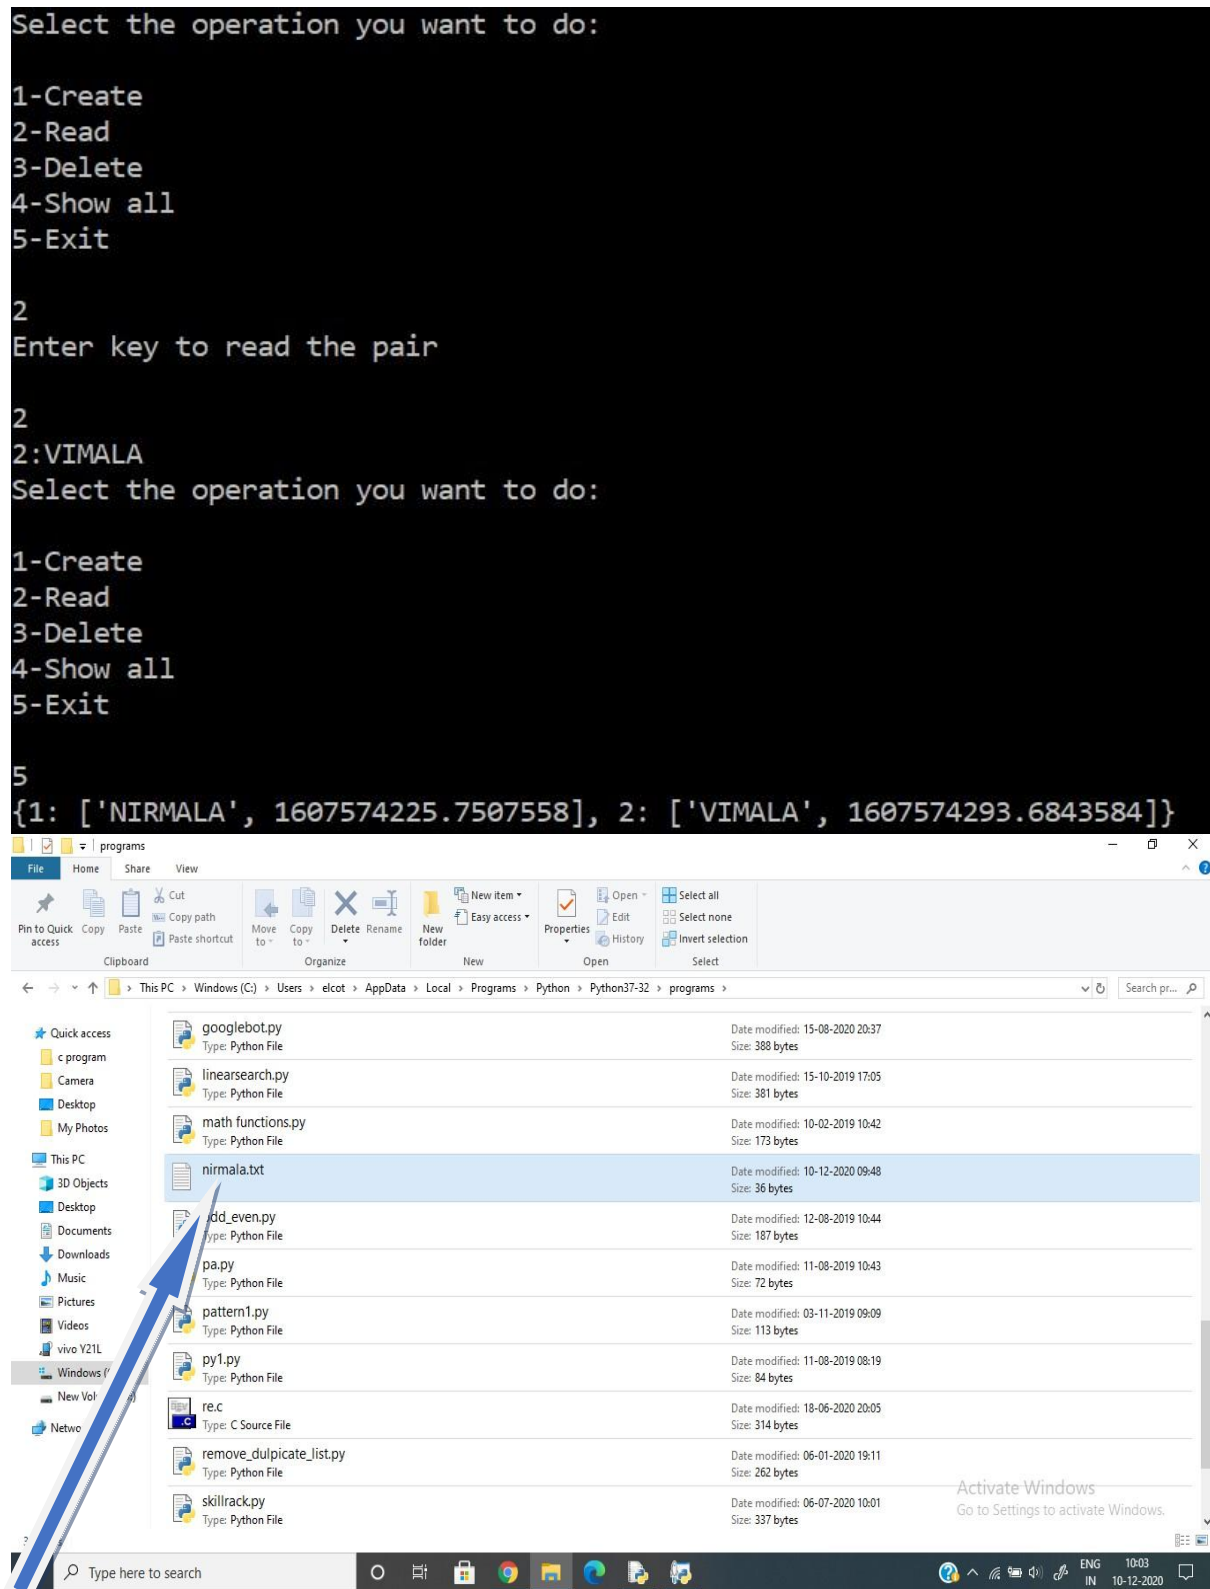 Select the operation you want to do:
1-Create
2-Read
3-Delete
4-Show all
5-Exit
2
Enter key to read the pair
2
2:VIMALA
Select the operation you want to do:
1-Create
2-Read
3-Delete
4-Show all
5-Exit
5
{1: ['NIRMALA', 1607574225.7507558], 2: ['VIMALA', 1607574293.6843584]}
programs
File Home Share View
Pin to Quick access
Copy
Paste
Cut
Copy path
Paste shortcut
Move to
Copy to
Delete
Rename
New folder
New item
Easy access
Properties
Open
Edit
History
Select all
Select none
Invert selection
Clipboard Organize New Open Select
This PC > Windows (C:) > Users > elcot > AppData > Local > Programs > Python > Python37-32 > programs >
Search pr...
Quick access
c program
Camera
Desktop
My Photos
This PC
3D Objects
Desktop
Documents
Downloads
Music
Pictures
Videos
vivo Y21L
Windows (
New Vol
Netwo
googlebot.py
Type: Python File
Date modified: 15-08-2020 20:37
Size: 388 bytes
linearsearch.py
Type: Python File
Date modified: 15-10-2019 17:05
Size: 381 bytes
math functions.py
Type: Python File
Date modified: 10-02-2019 10:42
Size: 173 bytes
nirmala.txt
Date modified: 10-12-2020 09:48
Size: 36 bytes
dd_even.py
ype: Python File
Date modified: 12-08-2019 10:44
Size: 187 bytes
pa.py
Type: Python File
Date modified: 11-08-2019 10:43
Size: 72 bytes
pattern1.py
Type: Python File
Date modified: 03-11-2019 09:09
Size: 113 bytes
py1.py
Type: Python File
Date modified: 11-08-2019 08:19
Size: 84 bytes
re.c
Type: C Source File
Date modified: 18-06-2020 20:05
Size: 314 bytes
remove_dulpicate_list.py
Type: Python File
Date modified: 06-01-2020 19:11
Size: 262 bytes
skillrack.py
Type: Python File
Date modified: 06-07-2020 10:01
Size: 337 bytes
Activate Windows
Go to Settings to activate Windows.
Type here to search
ENG
IN
10:03
10-12-2020